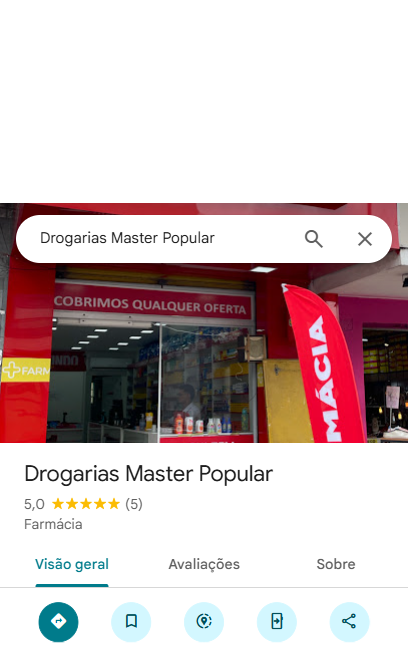 Drogarias Master Popular
COBRIMOS QUALQUER OFERTA
FARM
MÁCIA
Drogarias Master Popular
5,0 ★★★★★ (5)
Farmácia
Visão geral Avaliações Sobre